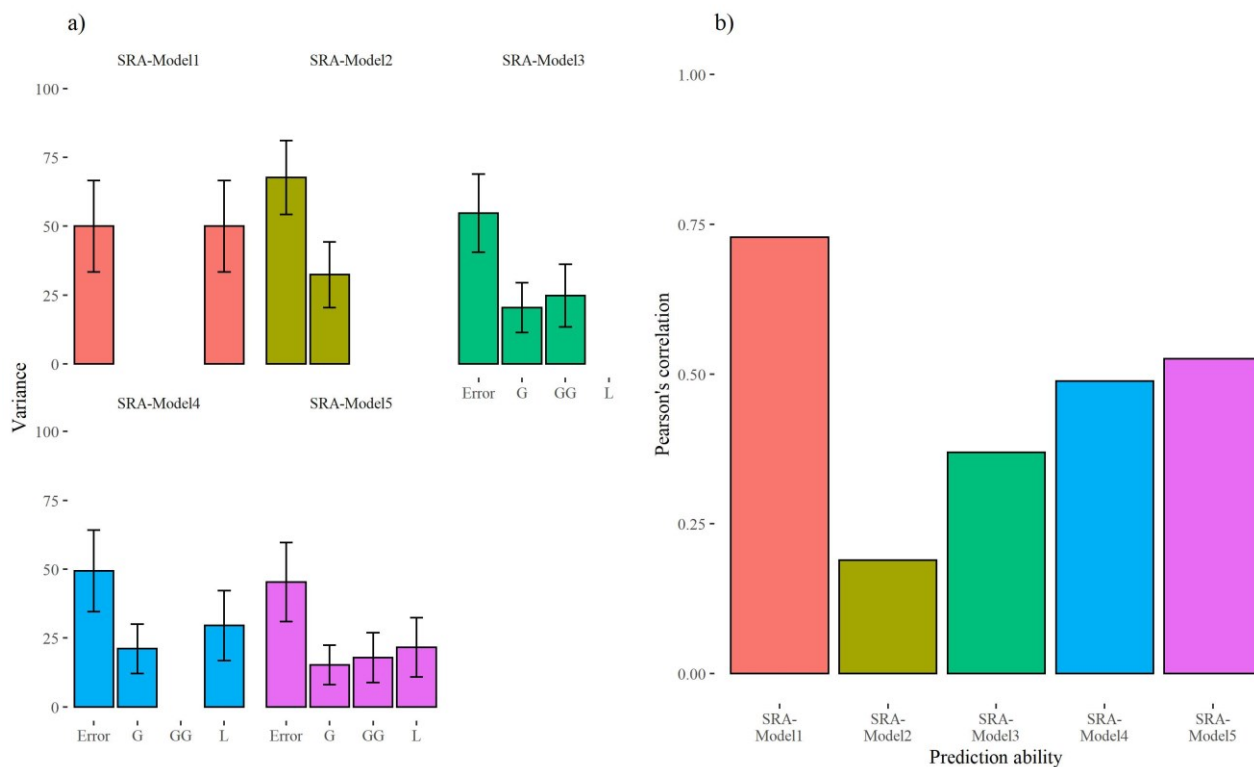 a)
SRA-Model1
SRA-Model2
SRA-Model3
100
75
50
25
0
Error
G
GG
L
SRA-Model4
SRA-Model5
100
75
50
25
0
Error
G
GG
L
Error
G
GG
L
Variance
b)
1.00
0.75
0.50
0.25
0.00
Pearson's correlation
SRA-
Model1
SRA-
Model2
SRA-
Model3
SRA-
Model4
SRA-
Model5
Prediction ability